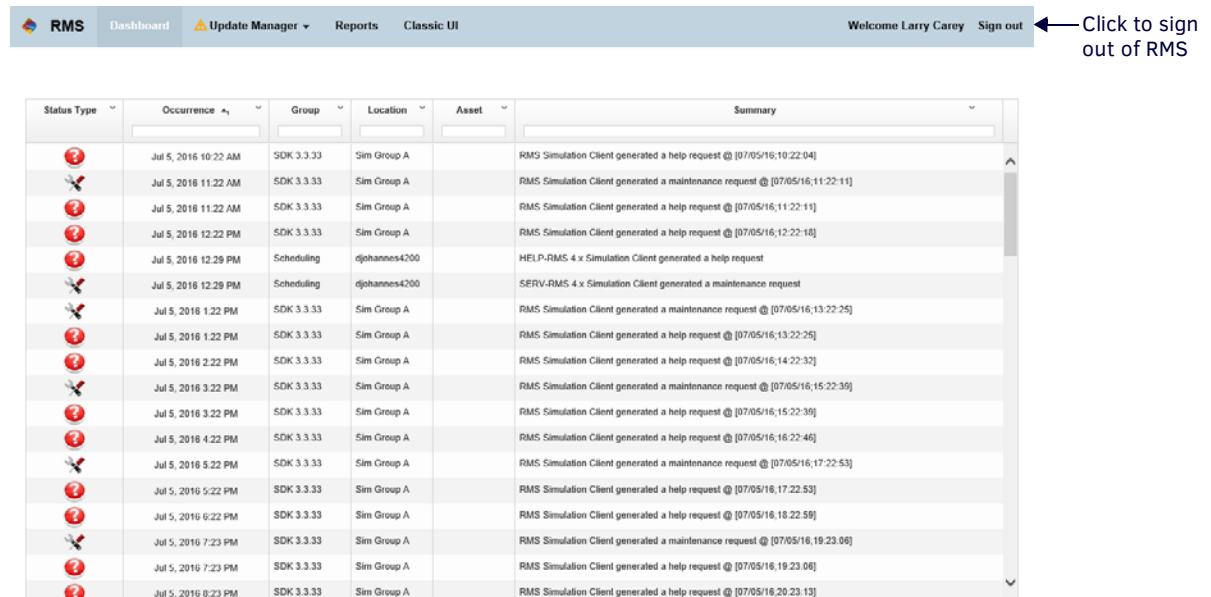 RMS Dashboard Update Manager Reports Classic UI Welcome Larry Carey Sign out
Click to sign
out of RMS
Status Type Occurrence 1 Group Location Asset Summary
Jul 5, 2016 10:22 AM SDK 3.3.33 Sim Group A RMS Simulation Client generated a help request @ [07/05/16;10:22:04]
Jul 5, 2016 11:22 AM SDK 3.3.33 Sim Group A RMS Simulation Client generated a maintenance request @ [07/05/16;11:22:11]
Jul 5, 2016 11:22 AM SDK 3.3.33 Sim Group A RMS Simulation Client generated a help request @ [07/05/16;11:22:11]
Jul 5, 2016 12:22 PM SDK 3.3.33 Sim Group A RMS Simulation Client generated a help request @ [07/05/16;12:22:18]
Jul 5, 2016 12:29 PM Scheduling djohannes4200 HELP-RMS 4.x Simulation Client generated a help request
Jul 5, 2016 12:29 PM Scheduling djohannes4200 SERV-RMS 4.x Simulation Client generated a maintenance request
Jul 5, 2016 1:22 PM SDK 3.3.33 Sim Group A RMS Simulation Client generated a maintenance request @ [07/05/16;13:22:25]
Jul 5, 2016 1:22 PM SDK 3.3.33 Sim Group A RMS Simulation Client generated a help request @ [07/05/16;13:22:25]
Jul 5, 2016 2:22 PM SDK 3.3.33 Sim Group A RMS Simulation Client generated a help request @ [07/05/16;14:22:32]
Jul 5, 2016 3:22 PM SDK 3.3.33 Sim Group A RMS Simulation Client generated a maintenance request @ [07/05/16;15:22:39]
Jul 5, 2016 3:22 PM SDK 3.3.33 Sim Group A RMS Simulation Client generated a help request @ [07/05/16;15:22:39]
Jul 5, 2016 4:22 PM SDK 3.3.33 Sim Group A RMS Simulation Client generated a help request @ [07/05/16;16:22:46]
Jul 5, 2016 5:22 PM SDK 3.3.33 Sim Group A RMS Simulation Client generated a maintenance request @ [07/05/16;17:22:53]
Jul 5, 2016 5:22 PM SDK 3.3.33 Sim Group A RMS Simulation Client generated a help request @ [07/05/16;17:22:53]
Jul 5, 2016 6:22 PM SDK 3.3.33 Sim Group A RMS Simulation Client generated a help request @ [07/05/16;18:22:59]
Jul 5, 2016 7:23 PM SDK 3.3.33 Sim Group A RMS Simulation Client generated a maintenance request @ [07/05/16;19:23:06]
Jul 5, 2016 7:23 PM SDK 3.3.33 Sim Group A RMS Simulation Client generated a help request @ [07/05/16;19:23:06]
Jul 5, 2016 8:23 PM SDK 3.3.33 Sim Group A RMS Simulation Client generated a help request @ [07/05/16;20:23:13]